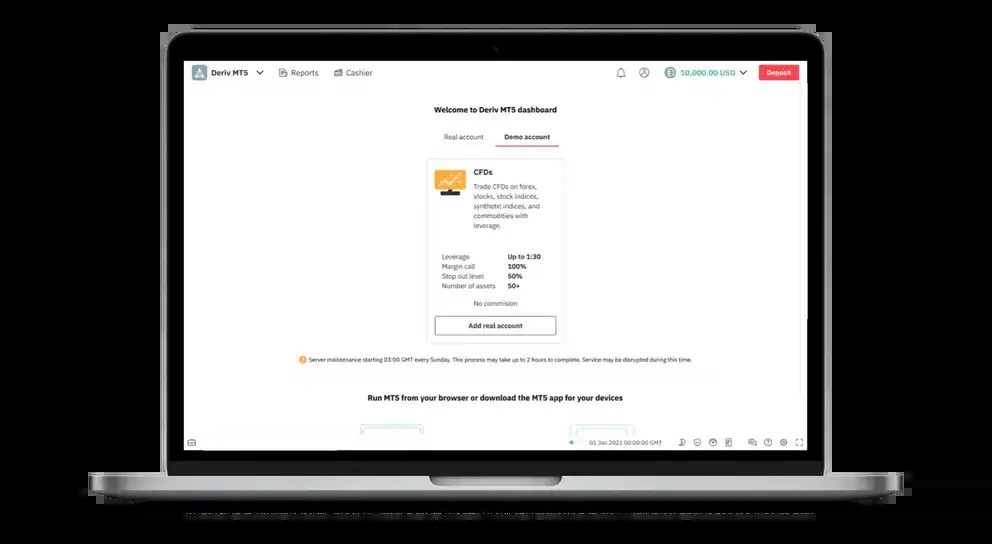 Deriv MT5 Reports Cashier 10,000.00 USD Deposit
Welcome to Deriv MT5 dashboard
Real account Demo account
CFDs
Trade CFDs on forex,
stocks, stock indices,
synthetic indices, and
commodities with
leverage.
Leverage Up to 1:30
Margin call 100%
Stop out level 50%
Number of assets 50+
No commision
Add real account
Server maintenance starting 03:00 GMT every Sunday. This process may take up to 2 hours to complete. Service may be disrupted during this time.
Run MT5 from your browser or download the MT5 app for your devices
01 Jan 2021 00:00:00 GMT